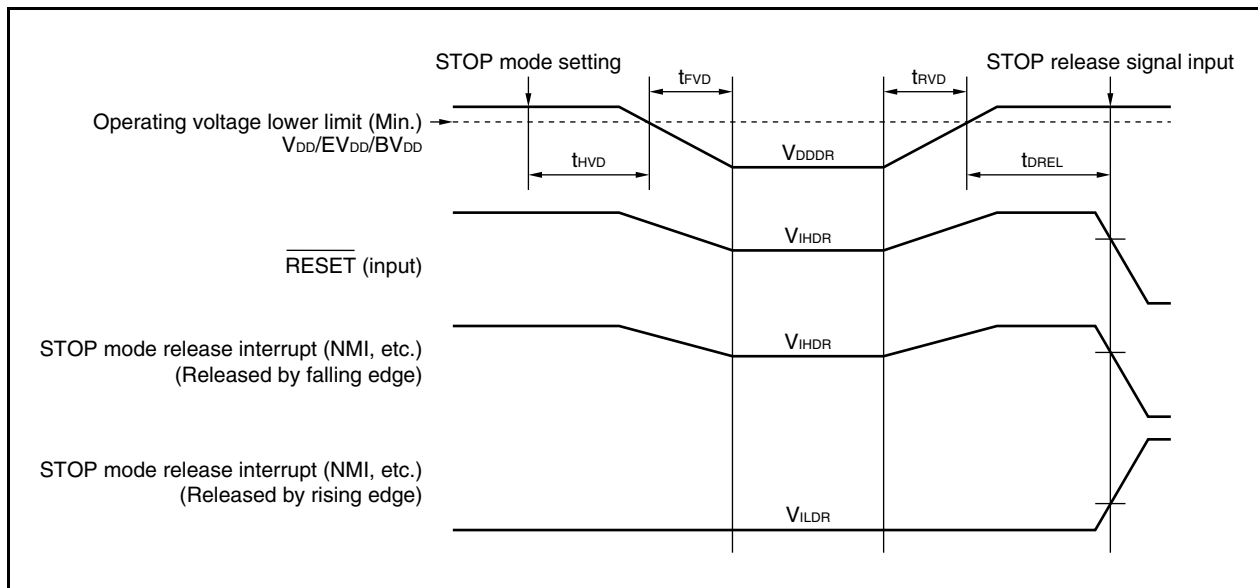 STOP mode setting
tFVD
tRVD
STOP release signal input
Operating voltage lower limit (Min.)
VDD/EVDD/BVDD
tHVD
VDDDR
tDREL
RESET (input)
VIHDR
STOP mode release interrupt (NMI, etc.)
(Released by falling edge)
VIHDR
STOP mode release interrupt (NMI, etc.)
(Released by rising edge)
VILDR